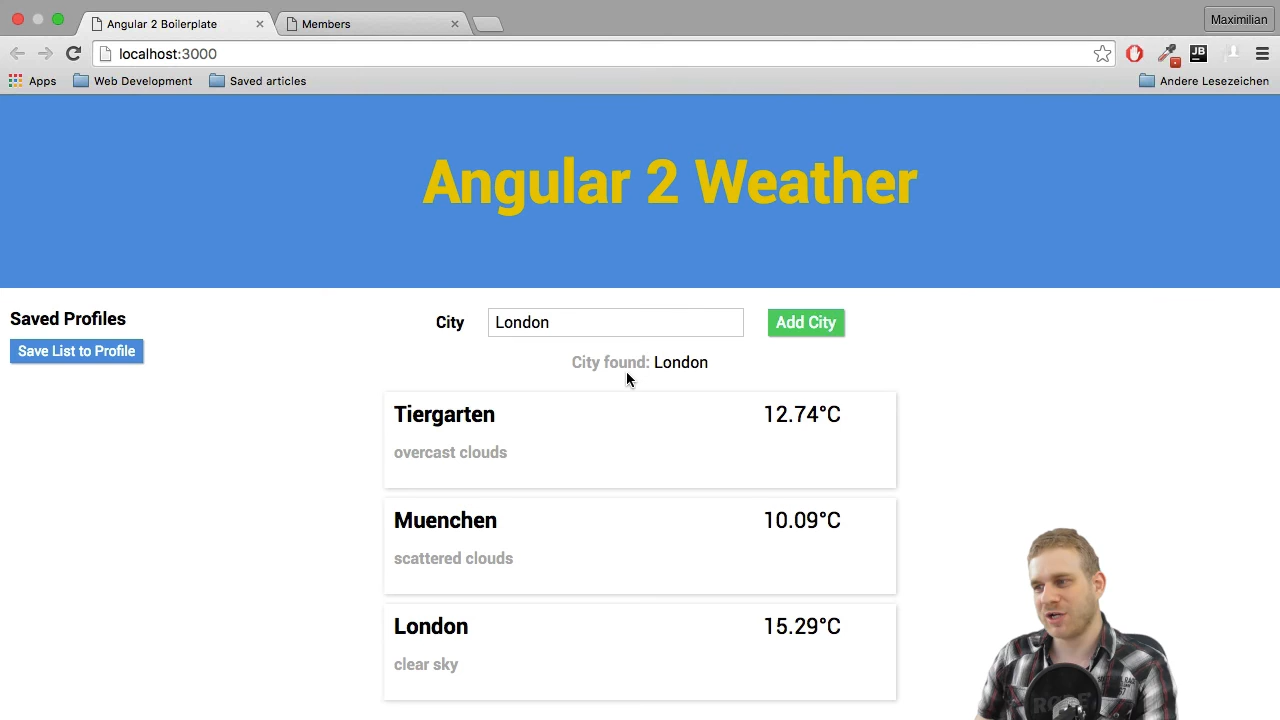 Angular 2 Boilerplate
Members
Maximilian
localhost:3000
JB
Apps
Web Development
Saved articles
Andere Lesezeichen
Angular 2 Weather
Saved Profiles
Save List to Profile
City
London
Add City
City found: London
Tiergarten
12.74°C
overcast clouds
Muenchen
10.09°C
scattered clouds
London
15.29°C
clear sky